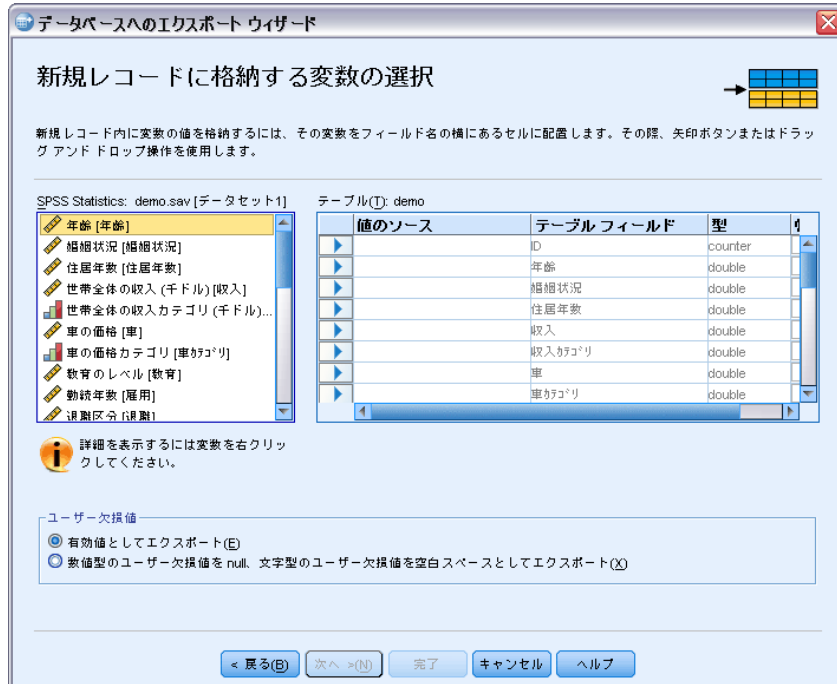 データベースへのエクスポート ウィザード
新規レコードに格納する変数の選択
新規レコード内に変数の値を格納するには、その変数をフィールド名の横にあるセルに配置します。その際、矢印ボタンまたはドラッ
グ アンド ドロップ操作を使用します。
SPSS Statistics: demo.sav [データセット1]
年齢 [年齢]
婚姻状況 [婚姻状況]
住居年数 [住居年数]
世帯全体の収入 (千ドル) [収入]
世帯全体の収入カテゴリ (千ドル)...
車の価格 [車]
車の価格カテゴリ [車ｶﾃｺﾞﾘ]
教育のレベル [教育]
勤続年数 [雇用]
退職区分 [退職]
テーブル(T): demo
値のソース テーブル フィールド 型
ID counter
年齢 double
婚姻状況 double
住居年数 double
収入 double
収入ｶﾃｺﾞﾘ double
車 double
車ｶﾃｺﾞﾘ double
詳細を表示するには変数を右クリッ
クしてください。
ユーザー欠損値
有効値としてエクスポート(E)
数値型のユーザー欠損値を null、文字型のユーザー欠損値を空白スペースとしてエクスポート(X)
< 戻る(B) 次へ >(N) 完了 キャンセル ヘルプ